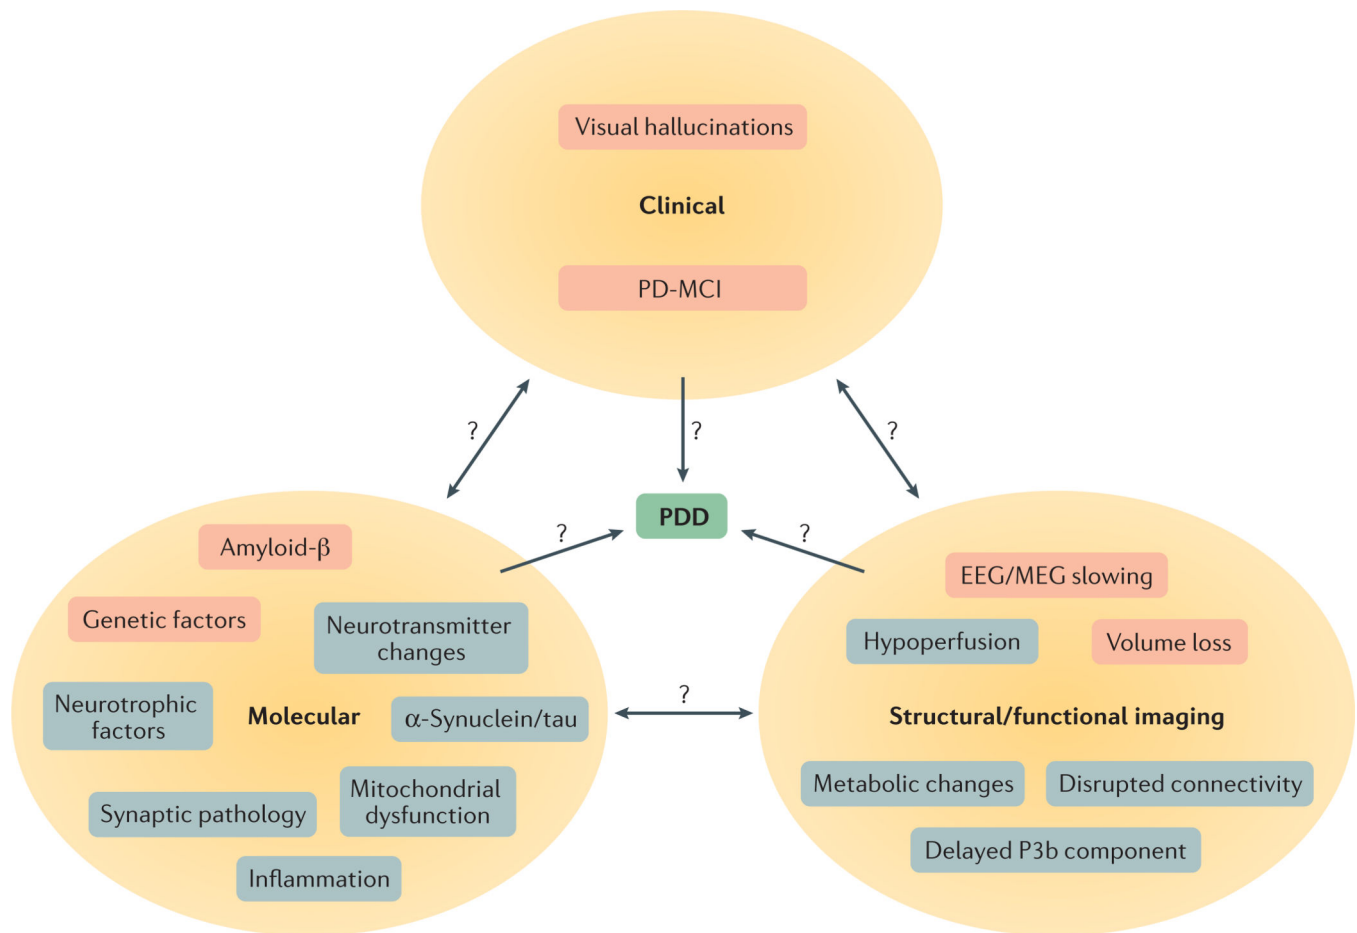 Visual hallucinations
Clinical
PD-MCI
?
?
?
PDD
?
?
Amyloid-β
Genetic factors
Neurotransmitter
changes
Neurotrophic
factors
Molecular
α-Synuclein/tau
Synaptic pathology
Mitochondrial
dysfunction
Inflammation
?
EEG/MEG slowing
Hypoperfusion
Volume loss
Structural/functional imaging
Metabolic changes
Disrupted connectivity
Delayed P3b component